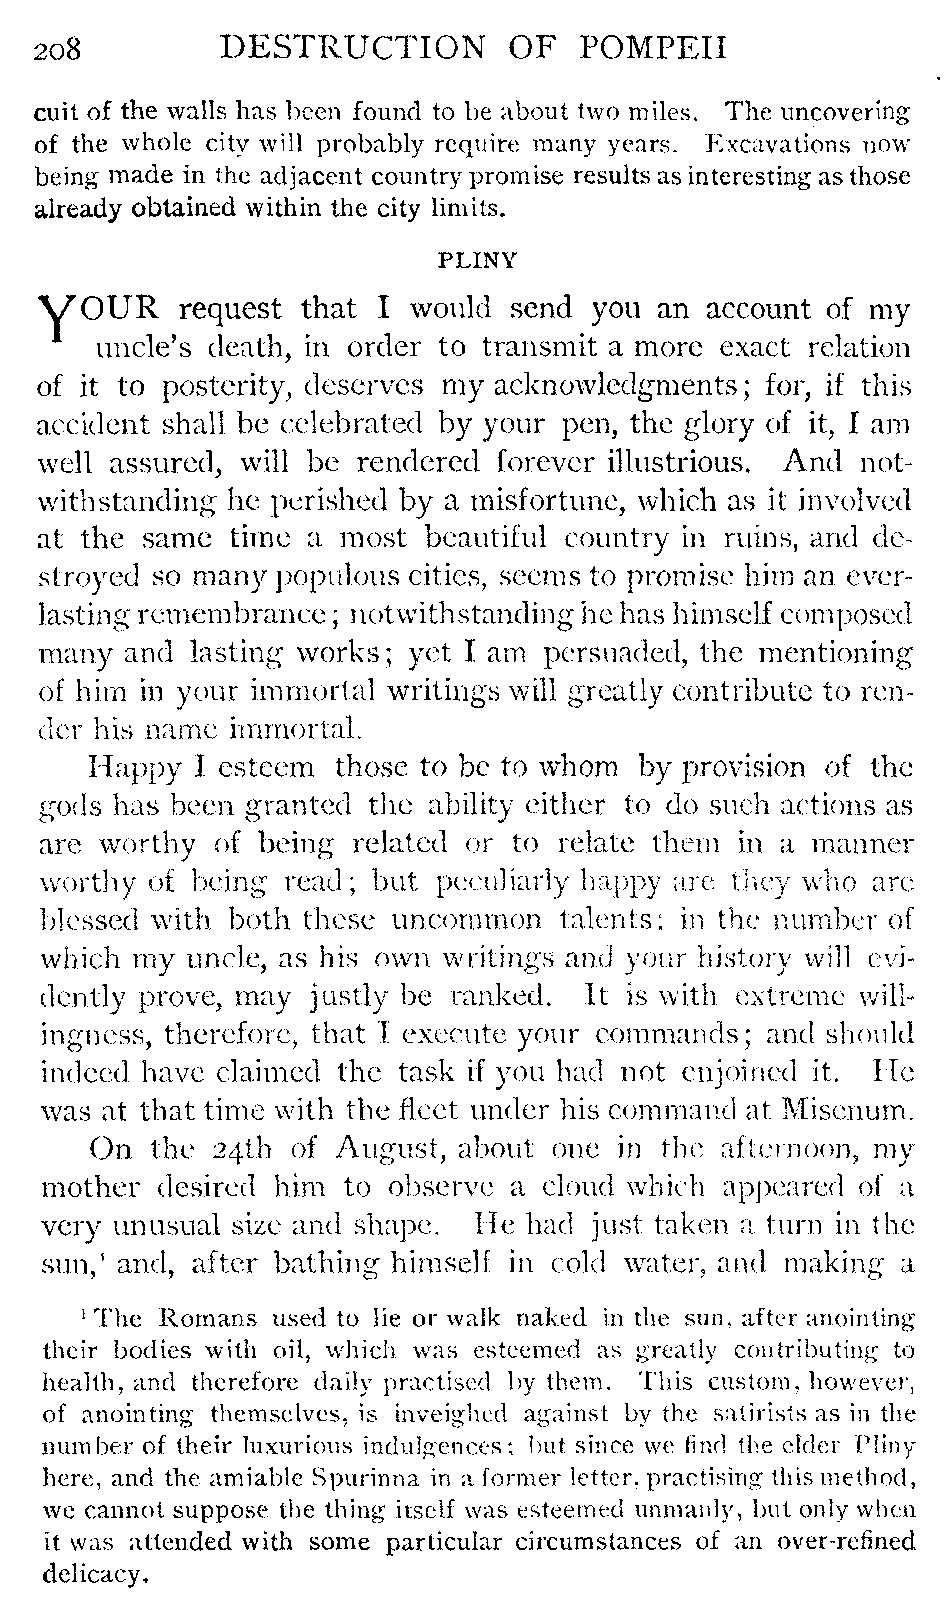 208 DESTRUCTION OF POMPEII
cuit of the walls has been found to be about two miles. The uncovering
of the whole city will probably require many years. Excavations now
being made in the adjacent country promise results as interesting as those
already obtained within the city limits.
PLINY
YOUR request that I would send you an account of my
uncle's death, in order to transmit a more exact relation
of it to posterity, deserves my acknowledgments; for, if this
accident shall be celebrated by your pen, the glory of it, I am
well assured, will be rendered forever illustrious. And not-
withstanding he perished by a misfortune, which as it involved
at the same time a most beautiful country in ruins, and de-
stroyed so many populous cities, seems to promise him an ever-
lasting remembrance; notwithstanding he has himself composed
many and lasting works; yet I am persuaded, the mentioning
of him in your immortal writings will greatly contribute to ren-
der his name immortal.
Happy I esteem those to be to whom by provision of the
gods has been granted the ability either to do such actions as
are worthy of being related or to relate them in a manner
worthy of being read; but peculiarly happy are they who are
blessed with both these uncommon talents: in the number of
which my uncle, as his own writings and your history will evi-
dently prove, may justly be ranked. It is with extreme will-
ingness, therefore, that I execute your commands; and should
indeed have claimed the task if you had not enjoined it. He
was at that time with the fleet under his command at Misenum.
On the 24th of August, about one in the afternoon, my
mother desired him to observe a cloud which appeared of a
very unusual size and shape. He had just taken a turn in the
sun,¹ and, after bathing himself in cold water, and making a
¹ The Romans used to lie or walk naked in the sun, after anointing
their bodies with oil, which was esteemed as greatly contributing to
health, and therefore daily practised by them. This custom, however,
of anointing themselves, is inveighed against by the satirists as in the
number of their luxurious indulgences: but since we find the elder Pliny
here, and the amiable Spurinna in a former letter, practising this method,
we cannot suppose the thing itself was esteemed unmanly, but only when
it was attended with some particular circumstances of an over-refined
delicacy.